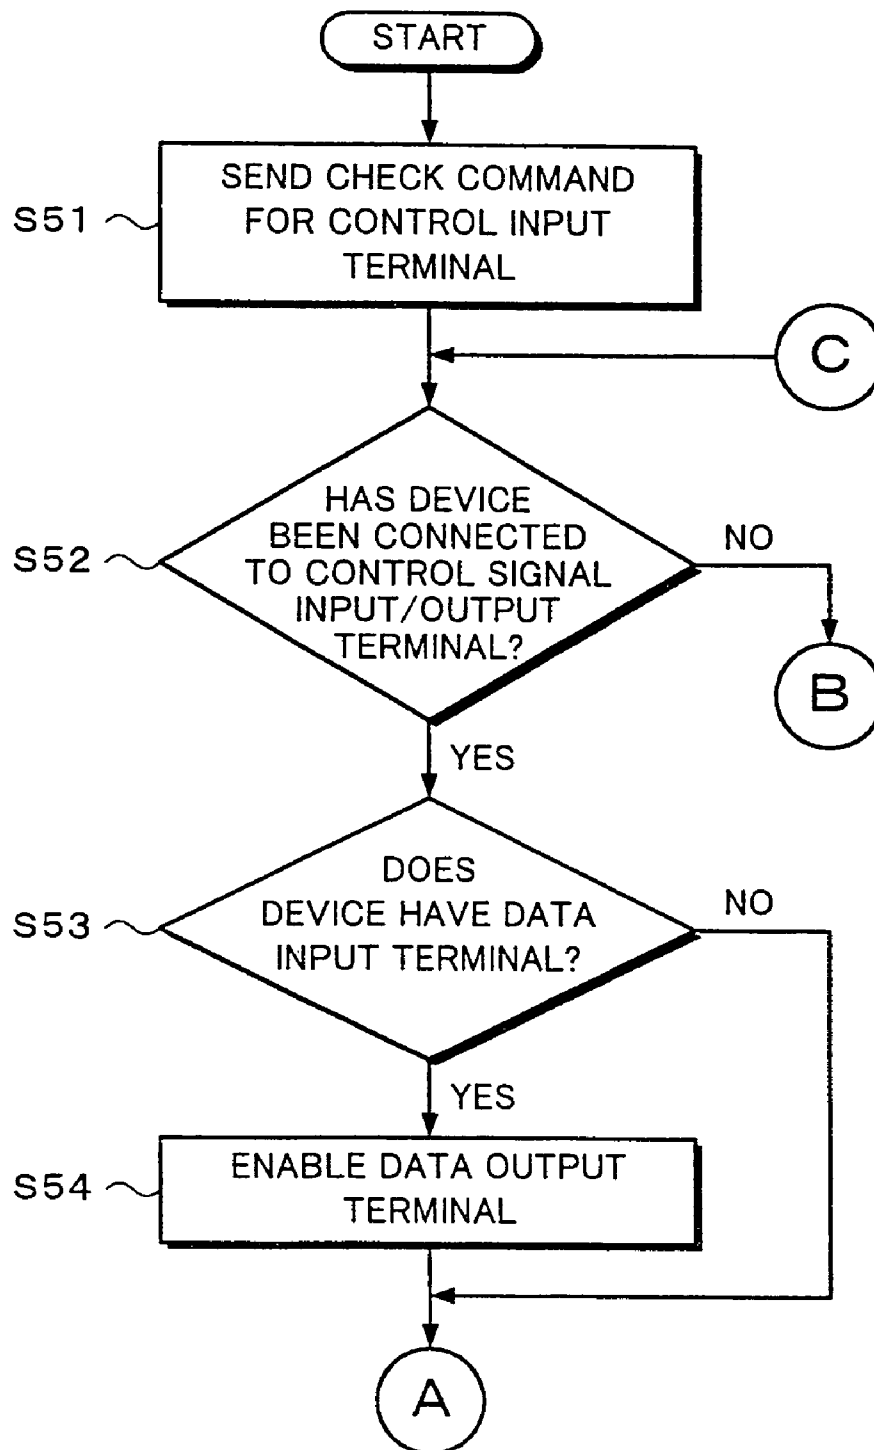 START
SEND CHECK COMMAND
FOR CONTROL INPUT
TERMINAL
S51
C
HAS DEVICE
BEEN CONNECTED
TO CONTROL SIGNAL
INPUT/OUTPUT
TERMINAL?
S52
NO
B
YES
DOES
DEVICE HAVE DATA
INPUT TERMINAL?
S53
NO
YES
ENABLE DATA OUTPUT
TERMINAL
S54
A